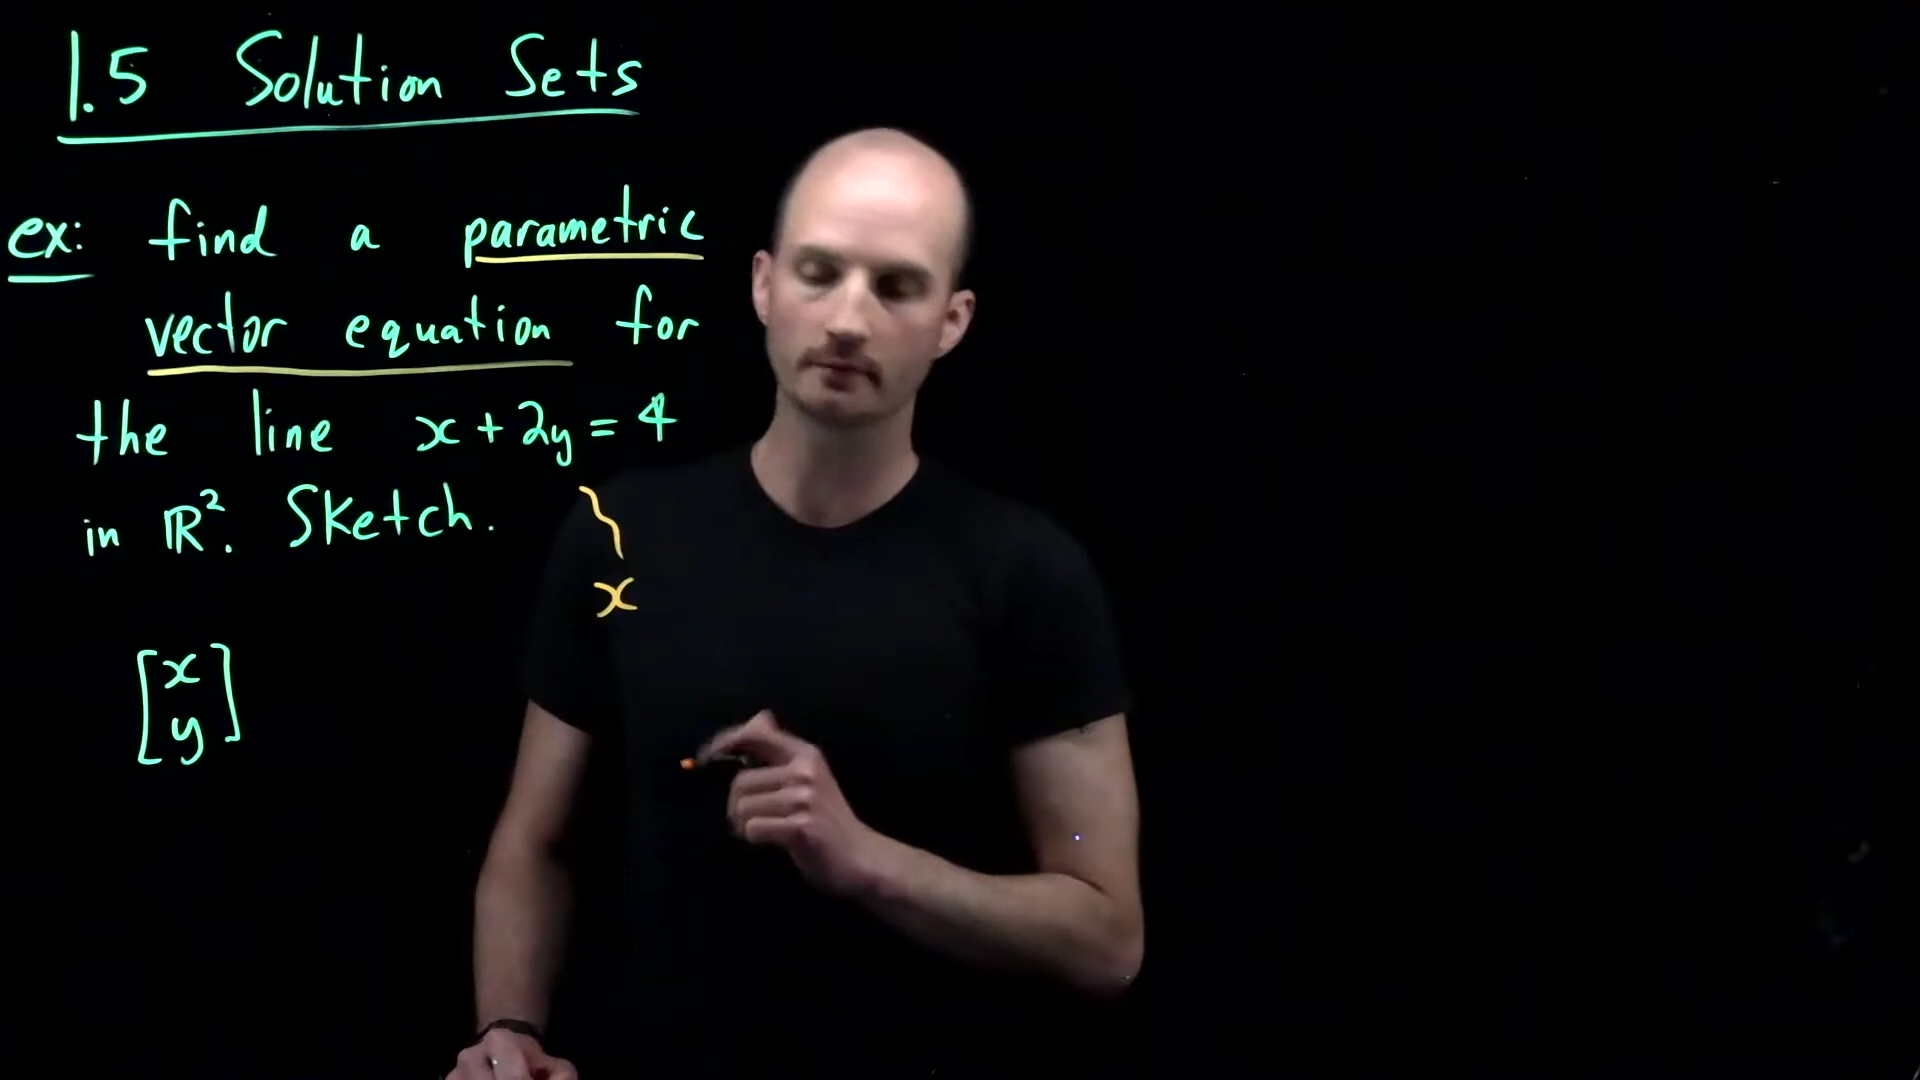 1.5 Solution Sets
ex: find a parametric
vector equation for
the line x + 2y = 4
in ℝ². Sketch.
x
[x
y]